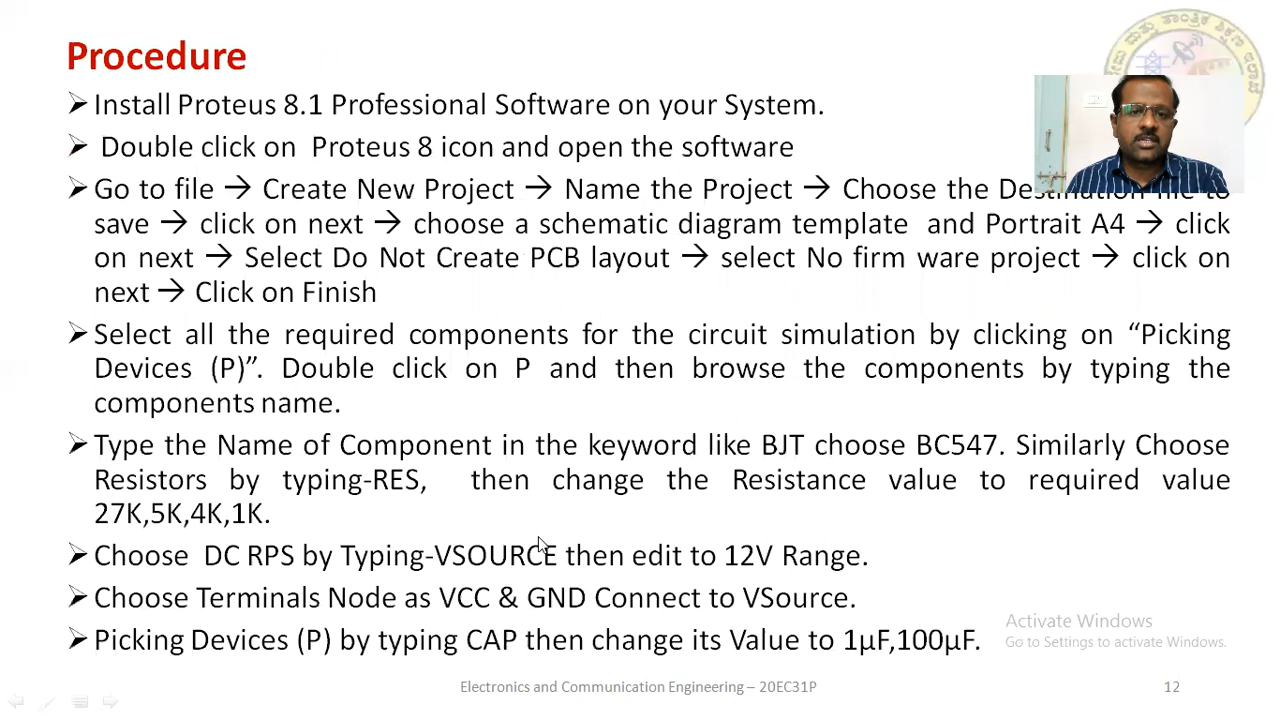 Procedure
➢ Install Proteus 8.1 Professional Software on your System.
➢ Double click on Proteus 8 icon and open the software
➢ Go to file → Create New Project → Name the Project → Choose the Destination file to
save → click on next → choose a schematic diagram template and Portrait A4 → click
on next → Select Do Not Create PCB layout → select No firm ware project → click on
next → Click on Finish
➢ Select all the required components for the circuit simulation by clicking on “Picking
Devices (P)”. Double click on P and then browse the components by typing the
components name.
➢ Type the Name of Component in the keyword like BJT choose BC547. Similarly Choose
Resistors by typing-RES, then change the Resistance value to required value
27K,5K,4K,1K.
➢ Choose DC RPS by Typing-VSOURCE then edit to 12V Range.
➢ Choose Terminals Node as VCC & GND Connect to VSource.
➢ Picking Devices (P) by typing CAP then change its Value to 1µF,100µF.
Activate Windows
Go to Settings to activate Windows.
Electronics and Communication Engineering – 20EC31P
12